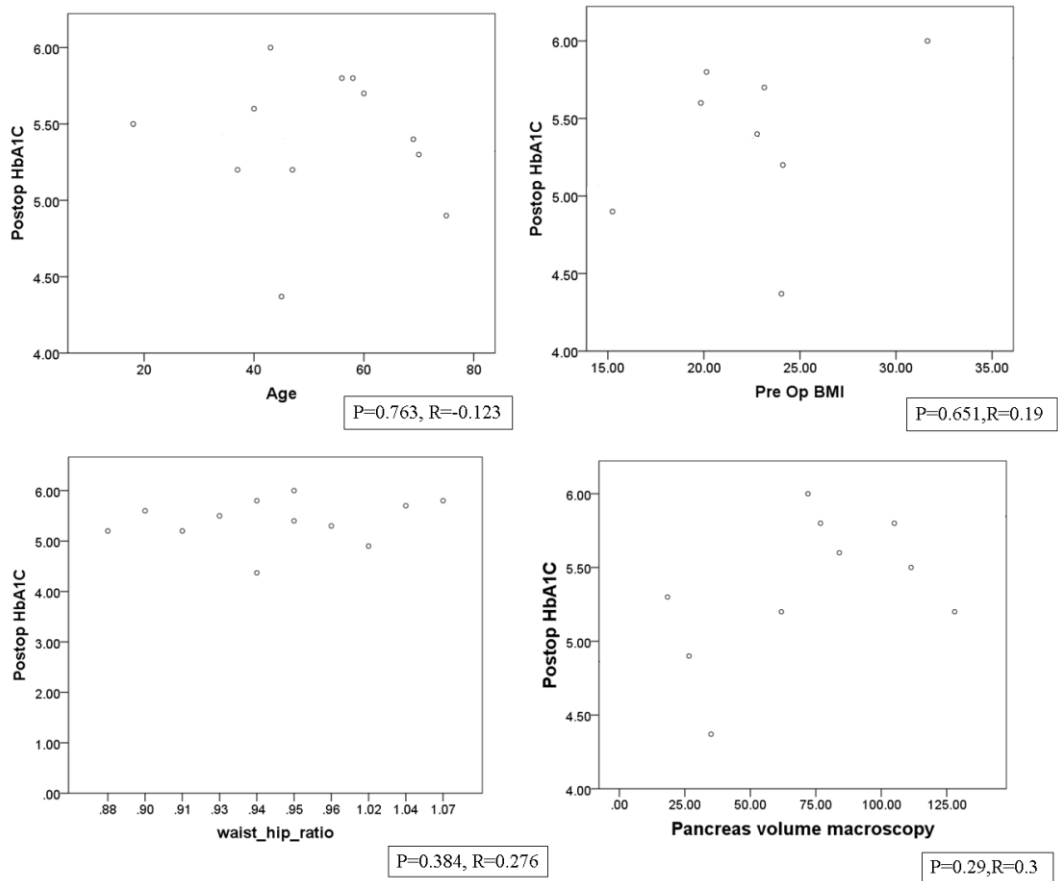 Postop HbA1C
6.00
5.50
5.00
4.50
4.00
20 40 60 80
Age
P=0.763, R=-0.123
Postop HbA1C
6.00
5.50
5.00
4.50
4.00
15.00 20.00 25.00 30.00 35.00
Pre Op BMI
P=0.651,R=0.19
Postop HbA1C
6.00
5.00
4.00
3.00
2.00
1.00
.00
.88 .90 .91 .93 .94 .95 .96 1.02 1.04 1.07
waist_hip_ratio
P=0.384, R=0.276
Postop HbA1C
6.00
5.50
5.00
4.50
4.00
.00 25.00 50.00 75.00 100.00 125.00
Pancreas volume macroscopy
P=0.29,R=0.3